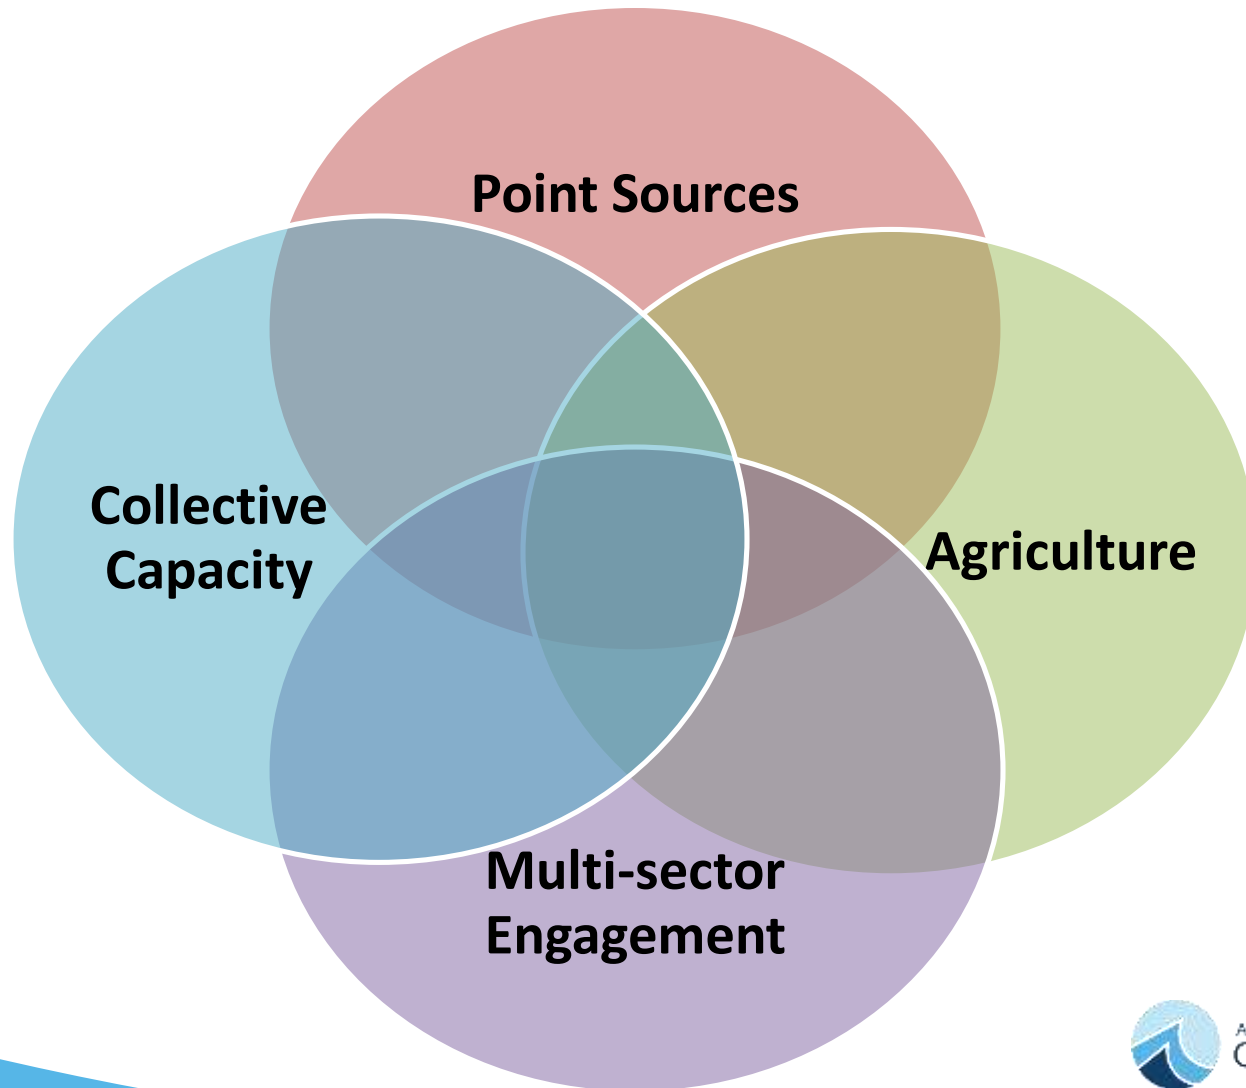 Point Sources
Collective
Capacity
Agriculture
Multi-sector
Engagement